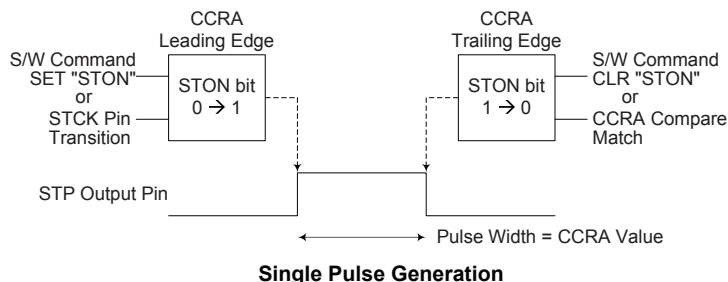 CCRA
Leading Edge
S/W Command
SET "STON"
or
STCK Pin
Transition
STON bit
0 → 1
CCRA
Trailing Edge
STON bit
1 → 0
S/W Command
CLR "STON"
or
CCRA Compare
Match
STP Output Pin
Pulse Width = CCRA Value
Single Pulse Generation